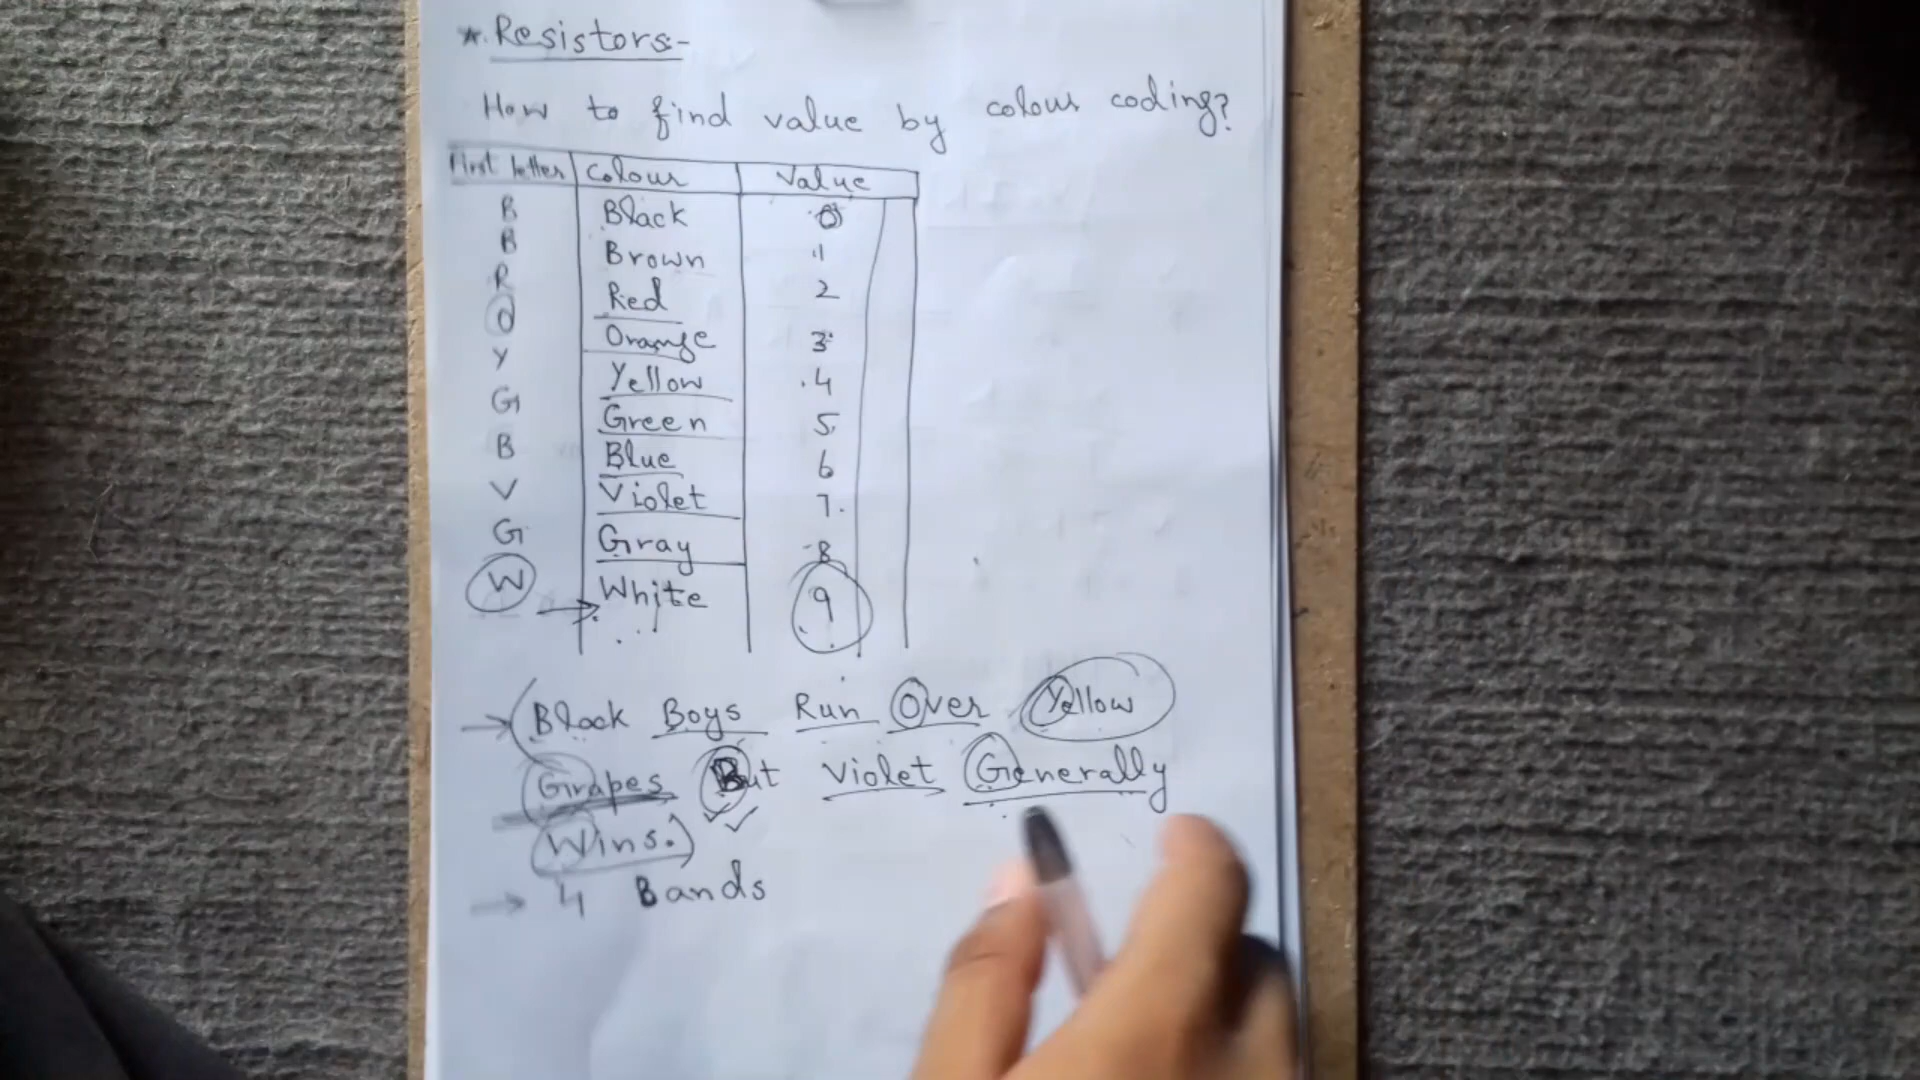 * Resistors-
How to find value by colour coding?
First letter Colour Value
B Black 0
B Brown 1
R Red 2
O Orange 3
Y Yellow 4
G Green 5
B Blue 6
V Violet 7
G Gray 8
W → White 9
→ (Black Boys Run Over Yellow
Grapes But Violet Generally
Wins.)
→ 4 Bands